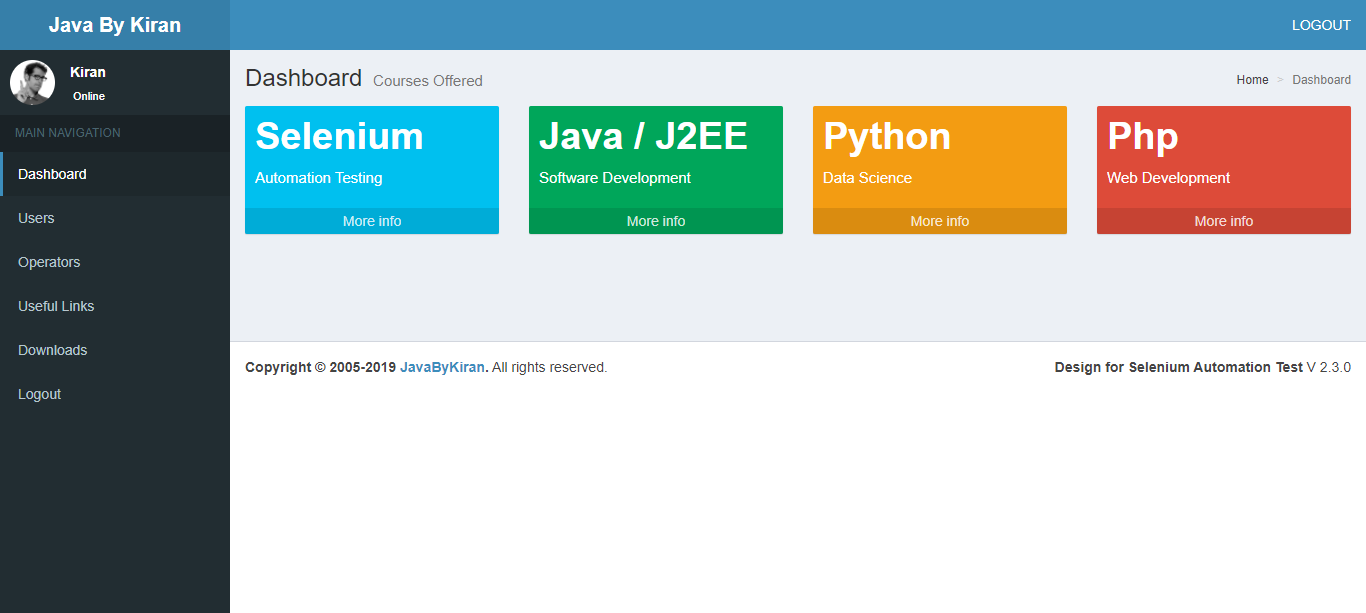 Java By Kiran
LOGOUT
Kiran
Online
MAIN NAVIGATION
Dashboard
Users
Operators
Useful Links
Downloads
Logout
Dashboard Courses Offered
Home > Dashboard
Selenium
Automation Testing
More info
Java / J2EE
Software Development
More info
Python
Data Science
More info
Php
Web Development
More info
Copyright © 2005-2019 JavaByKiran. All rights reserved.
Design for Selenium Automation Test V 2.3.0